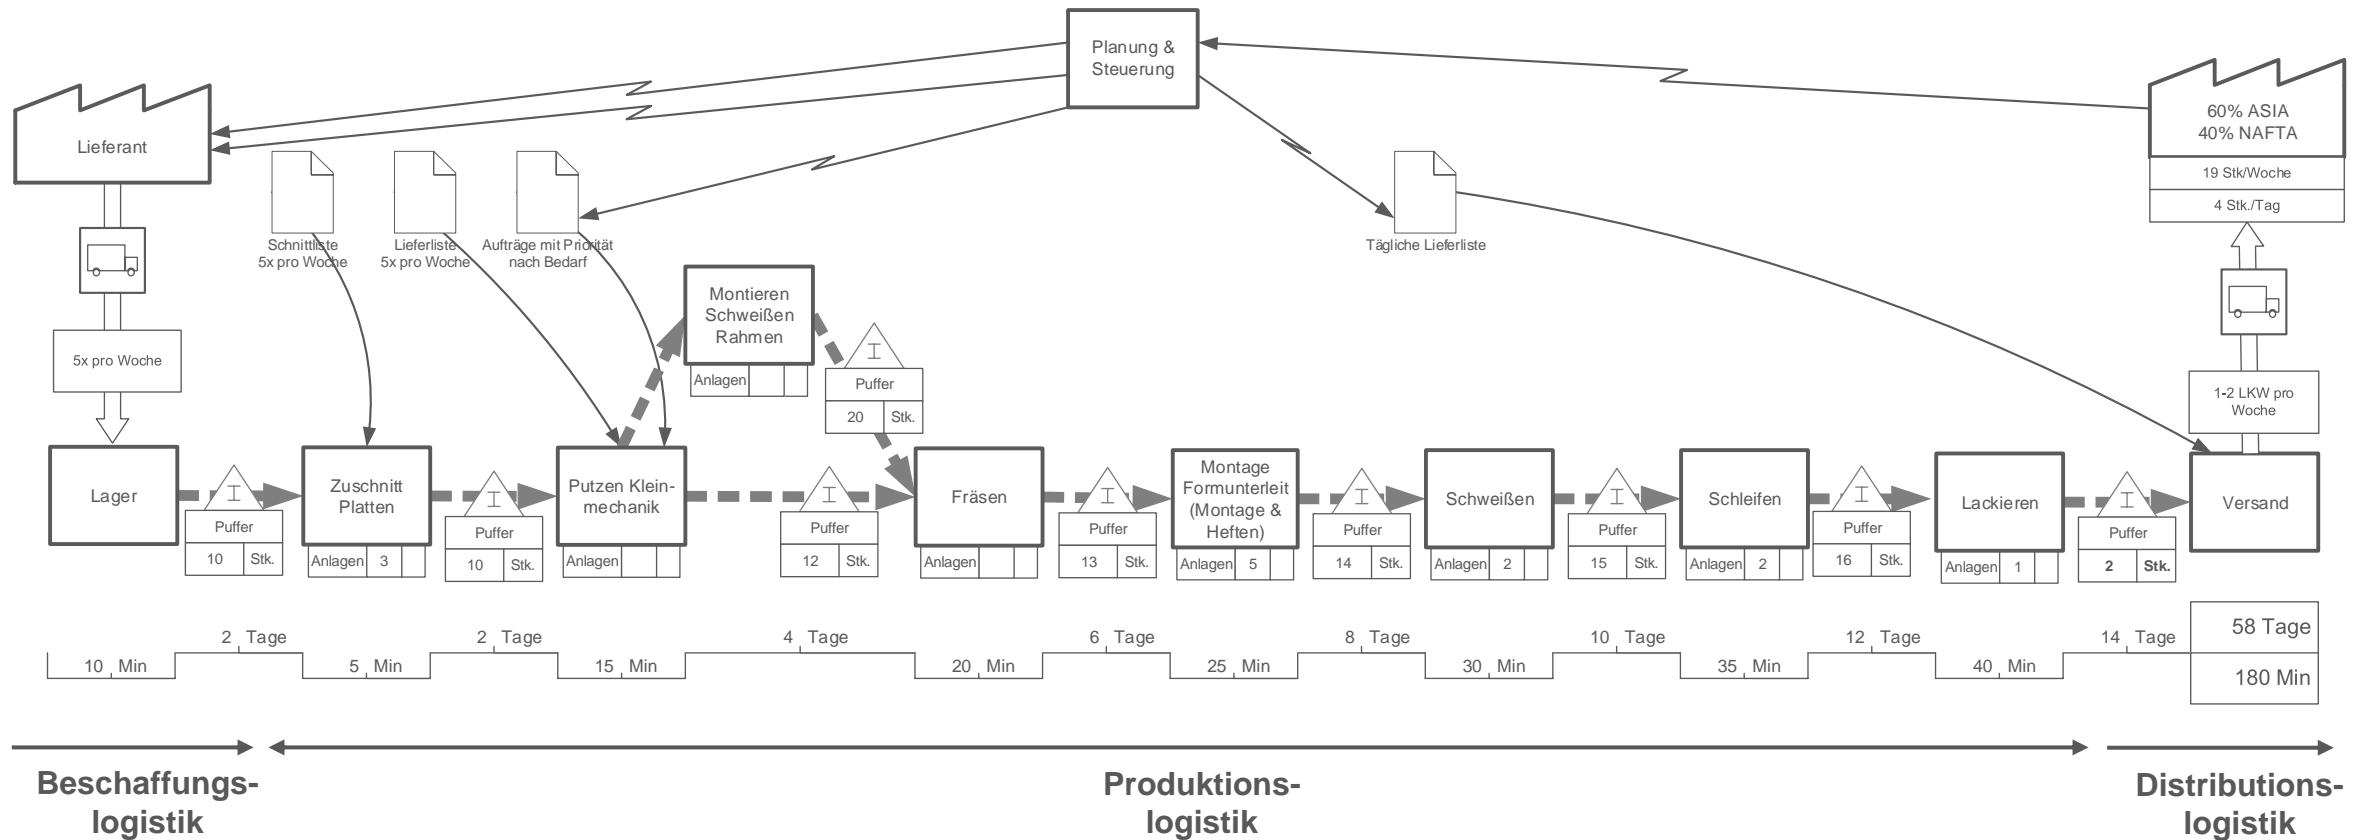 Planung &
Steuerung
Lieferant
60% ASIA
40% NAFTA
19 Stk/Woche
4 Stk./Tag
Schnittliste
5x pro Woche
Lieferliste
5x pro Woche
Aufträge mit Priorität
nach Bedarf
Tägliche Lieferliste
5x pro Woche
1-2 LKW pro
Woche
Montieren
Schweißen
Rahmen
Anlagen
Puffer
20 Stk.
Lager
Puffer
10 Stk.
Zuschnitt
Platten
Anlagen 3
Puffer
10 Stk.
Putzen Klein-
mechanik
Anlagen
Puffer
12 Stk.
Fräsen
Anlagen
Puffer
13 Stk.
Montage
Formunterleit
(Montage &
Heften)
Anlagen 5
Puffer
14 Stk.
Schweißen
Anlagen 2
Puffer
15 Stk.
Schleifen
Anlagen 2
Puffer
16 Stk.
Lackieren
Anlagen 1
Puffer
2 Stk.
Versand
2 Tage 2 Tage 4 Tage 6 Tage 8 Tage 10 Tage 12 Tage 14 Tage 58 Tage
10 Min 5 Min 15 Min 20 Min 25 Min 30 Min 35 Min 40 Min 180 Min
Beschaffungs-
logistik
Produktions-
logistik
Distributions-
logistik